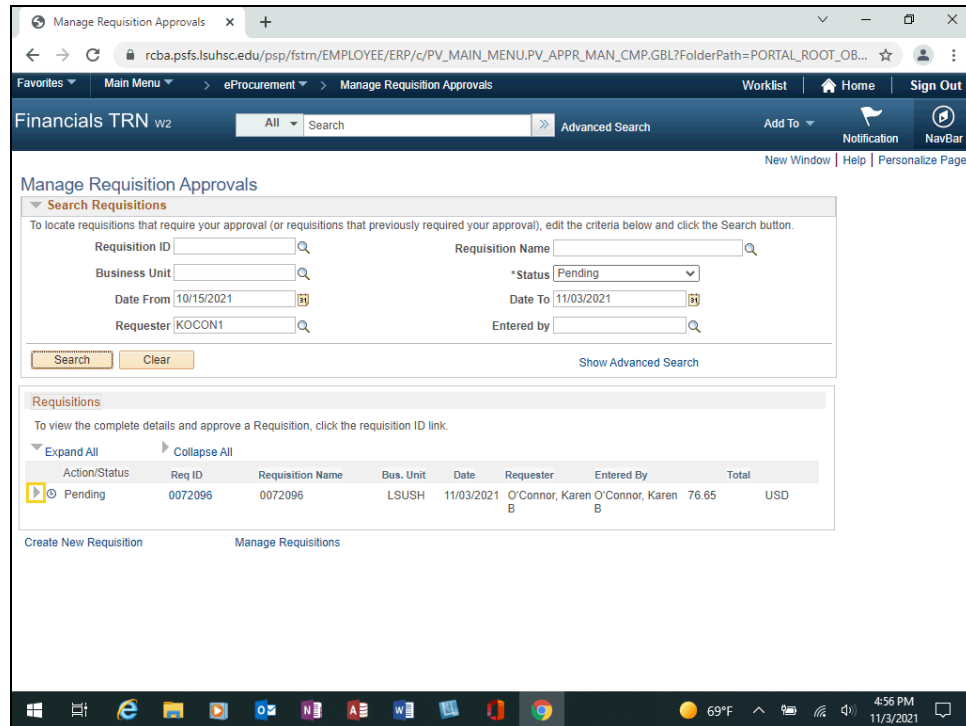 Manage Requisition Approvals
rcba.psfs.lsuhsc.edu/psp/fstrn/EMPLOYEE/ERP/c/PV_MAIN_MENU.PV_APPR_MAN_CMP.GBL?FolderPath=PORTAL_ROOT_OB...
Favorites Main Menu > eProcurement > Manage Requisition Approvals Worklist Home Sign Out
Financials TRN W2 All Search Advanced Search Add To Notification NavBar
New Window | Help | Personalize Page
Manage Requisition Approvals
Search Requisitions
To locate requisitions that require your approval (or requisitions that previously required your approval), edit the criteria below and click the Search button.
Requisition ID Requisition Name
Business Unit *Status Pending
Date From 10/15/2021 31 Date To 11/03/2021 31
Requester KOCON1 Entered by
Search Clear Show Advanced Search
Requisitions
To view the complete details and approve a Requisition, click the requisition ID link.
Expand All Collapse All
Action/Status Req ID Requisition Name Bus. Unit Date Requester Entered By Total
Pending 0072096 0072096 LSUSH 11/03/2021 O'Connor, Karen O'Connor, Karen 76.65 USD
B B
Create New Requisition Manage Requisitions
69°F 4:56 PM
11/3/2021